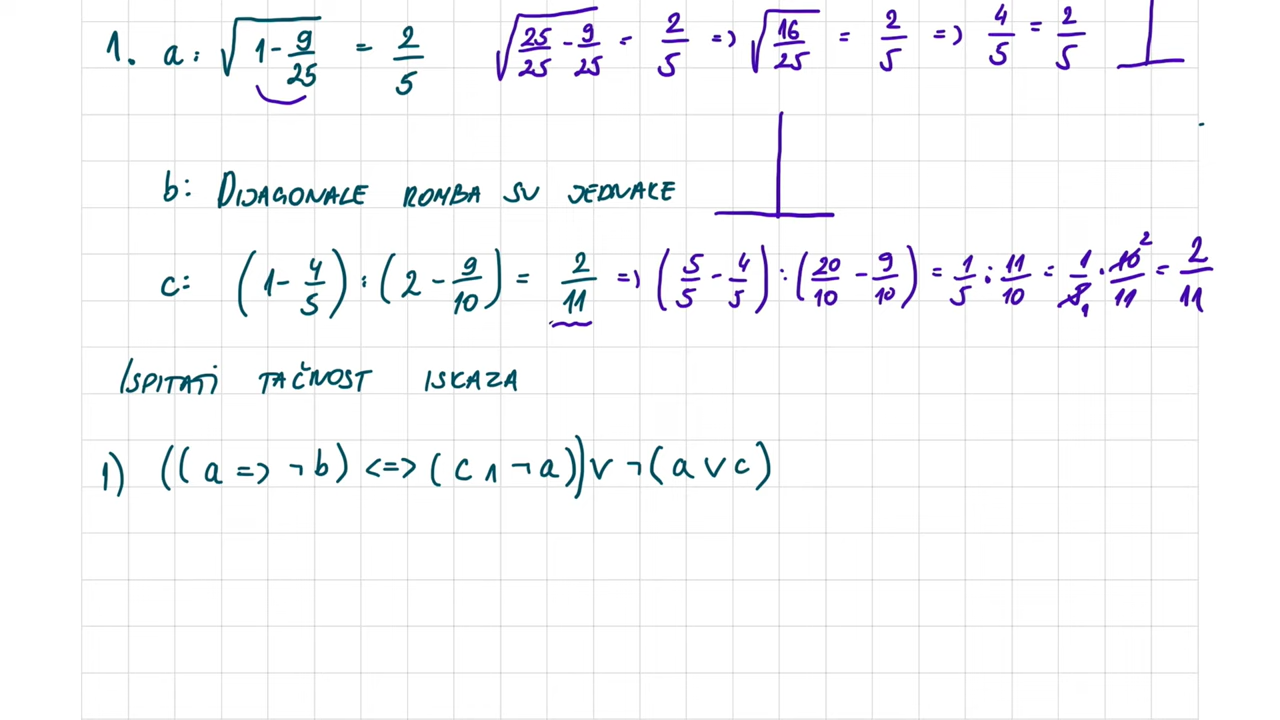 1. a: √(1 - 9/25) = 2/5 √(25/25 - 9/25) = 2/5 => √(16/25) = 2/5 => 4/5 = 2/5 ⊥
b: DIJAGONALE ROMBA SU JEDNAKE ⊥
c: (1 - 4/5) : (2 - 9/10) = 2/11 => (5/5 - 4/5) : (20/10 - 9/10) = 1/5 : 11/10 = 1/5₁ · 10²/11 = 2/11
ISPITATI TAČNOST ISKAZA
1) ((a => ¬b) <=> (c ∧ ¬a)) ∨ ¬(a ∨ c)